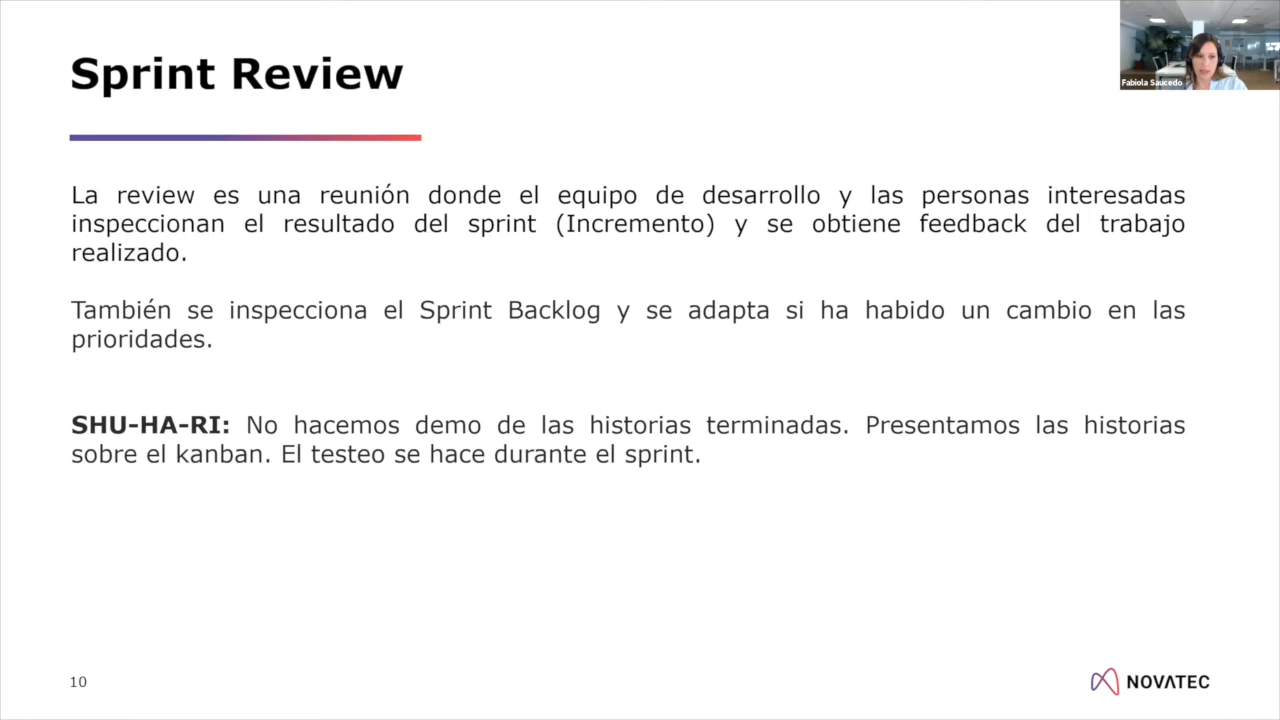 Sprint Review
Fabiola Saucedo
La review es una reunión donde el equipo de desarrollo y las personas interesadas
inspeccionan el resultado del sprint (Incremento) y se obtiene feedback del trabajo
realizado.
También se inspecciona el Sprint Backlog y se adapta si ha habido un cambio en las
prioridades.
SHU-HA-RI: No hacemos demo de las historias terminadas. Presentamos las historias
sobre el kanban. El testeo se hace durante el sprint.
10
NOVATEC